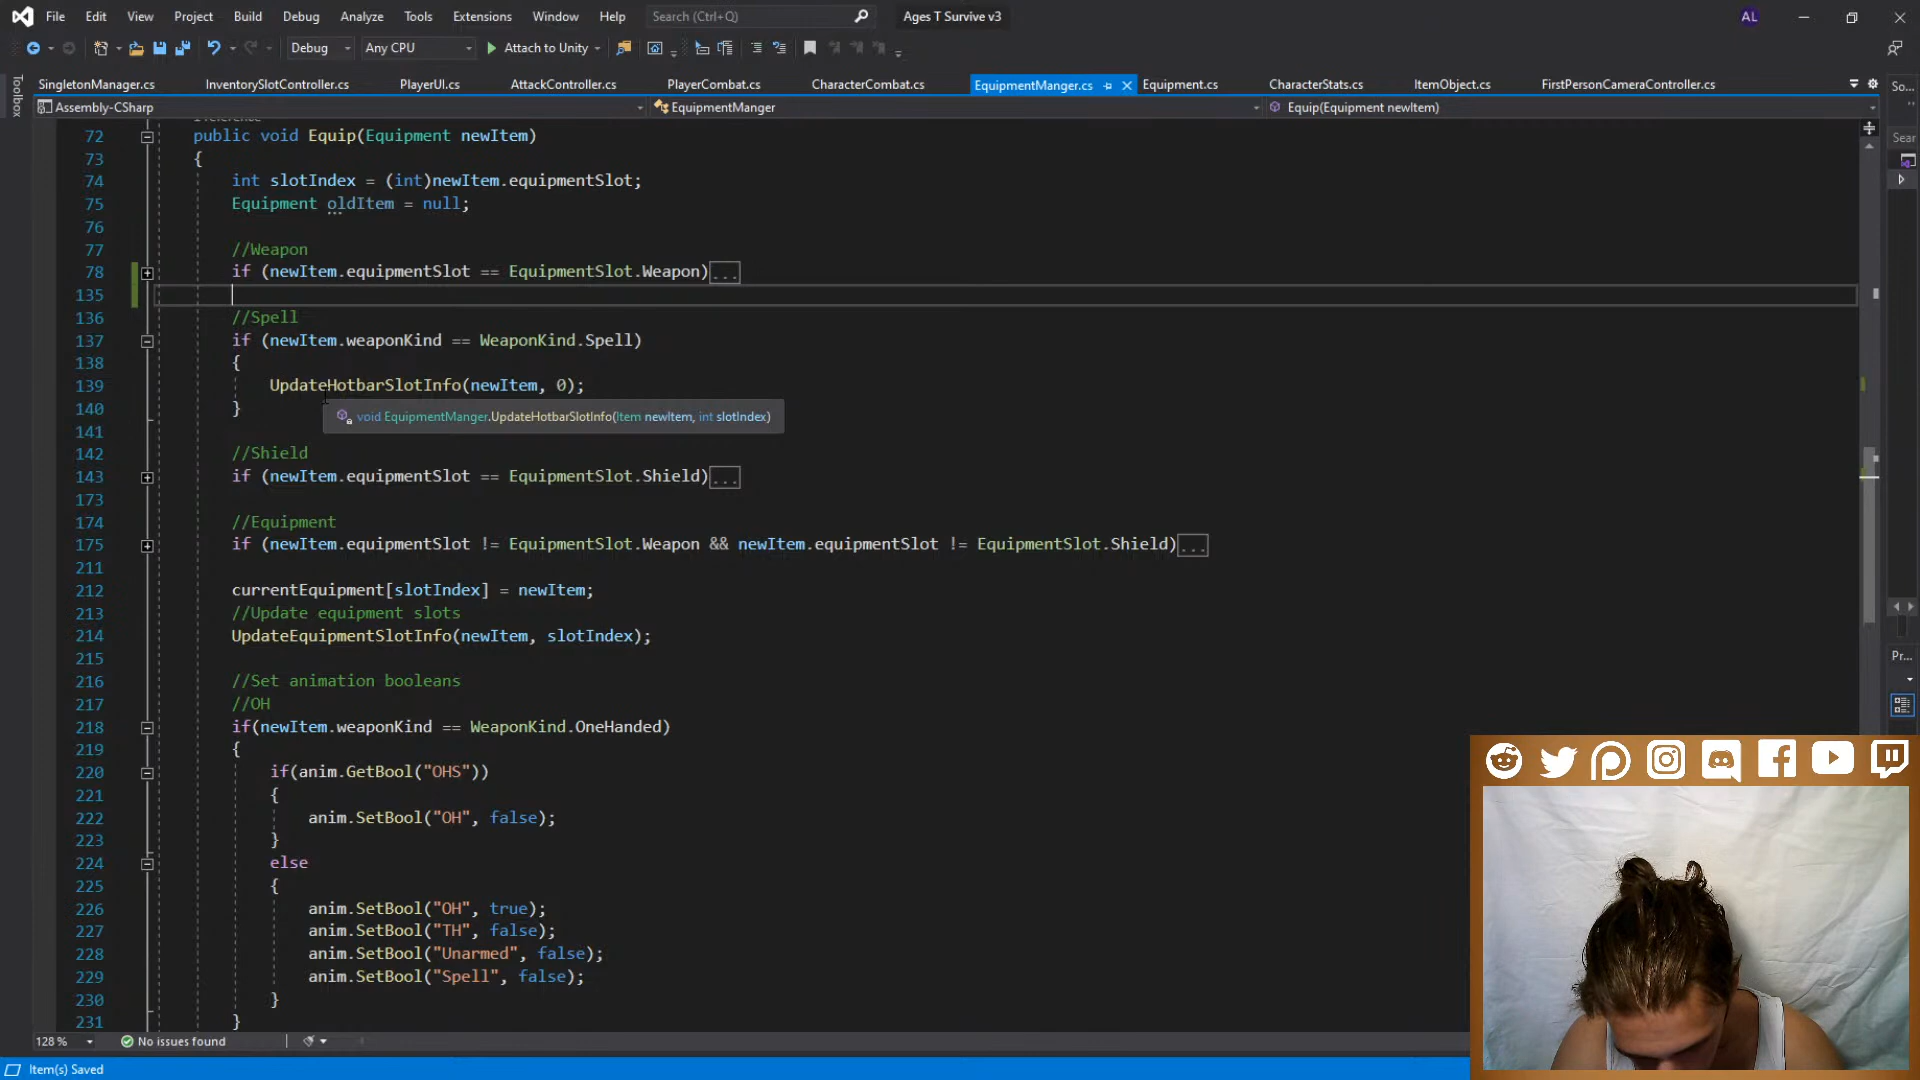 File Edit View Project Build Debug Analyze Tools Extensions Window Help Search (Ctrl+Q) Ages T Survive v3 AL
Debug Any CPU Attach to Unity
SingletonManager.cs InventorySlotController.cs PlayerUI.cs AttackController.cs PlayerCombat.cs CharacterCombat.cs EquipmentManger.cs Equipment.cs CharacterStats.cs ItemObject.cs FirstPersonCameraController.cs So...
Toolbox
Assembly-CSharp EquipmentManger Equip(Equipment newItem)
Sear
72 public void Equip(Equipment newItem)
73 {
74 int slotIndex = (int)newItem.equipmentSlot;
75 Equipment oldItem = null;
76
77 //Weapon
78 if (newItem.equipmentSlot == EquipmentSlot.Weapon)...
135
136 //Spell
137 if (newItem.weaponKind == WeaponKind.Spell)
138 {
139 UpdateHotbarSlotInfo(newItem, 0);
140 }
void EquipmentManger.UpdateHotbarSlotInfo(Item newItem, int slotIndex)
141
142 //Shield
143 if (newItem.equipmentSlot == EquipmentSlot.Shield)...
173
174 //Equipment
175 if (newItem.equipmentSlot != EquipmentSlot.Weapon && newItem.equipmentSlot != EquipmentSlot.Shield)...
211
212 currentEquipment[slotIndex] = newItem;
213 //Update equipment slots
214 UpdateEquipmentSlotInfo(newItem, slotIndex);
215
216 //Set animation booleans
217 //OH
218 if(newItem.weaponKind == WeaponKind.OneHanded)
219 {
220 if(anim.GetBool("OHS"))
221 {
222 anim.SetBool("OH", false);
223 }
224 else
225 {
226 anim.SetBool("OH", true);
227 anim.SetBool("TH", false);
228 anim.SetBool("Unarmed", false);
229 anim.SetBool("Spell", false);
230 }
231 }
Pr...
128 % No issues found
Item(s) Saved